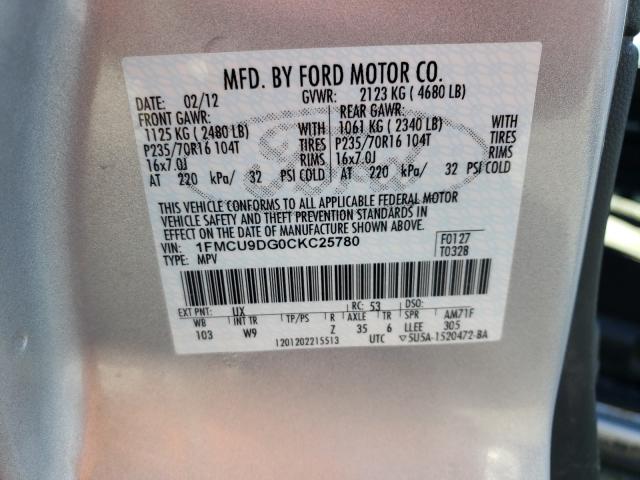 MFD. BY FORD MOTOR CO.
DATE: 02/12 GVWR: 2123 KG (4680 LB)
FRONT GAWR: REAR GAWR:
1125 KG (2480 LB) WITH 1061 KG (2340 LB) WITH
P235/70R16 104T TIRES P235/70R16 104T TIRES
16x7.0J RIMS 16x7.0J RIMS
AT 220 kPa/ 32 PSI COLD AT 220 kPa/ 32 PSI COLD
THIS VEHICLE CONFORMS TO ALL APPLICABLE FEDERAL MOTOR
VEHICLE SAFETY AND THEFT PREVENTION STANDARDS IN
EFFECT ON THE DATE OF MANUFACTURE SHOWN ABOVE.
VIN: 1FMCU9DG0CKC25780 F0127
TYPE: MPV T0328
EXT PNT: UX RC: 53 DSO:
WB INT TR TP/PS R AXLE TR SPR AM71F
103 W9 Z 35 6 LLEE 305
1201202215513 UTC ▽5U5A-1520472-BA
Ford